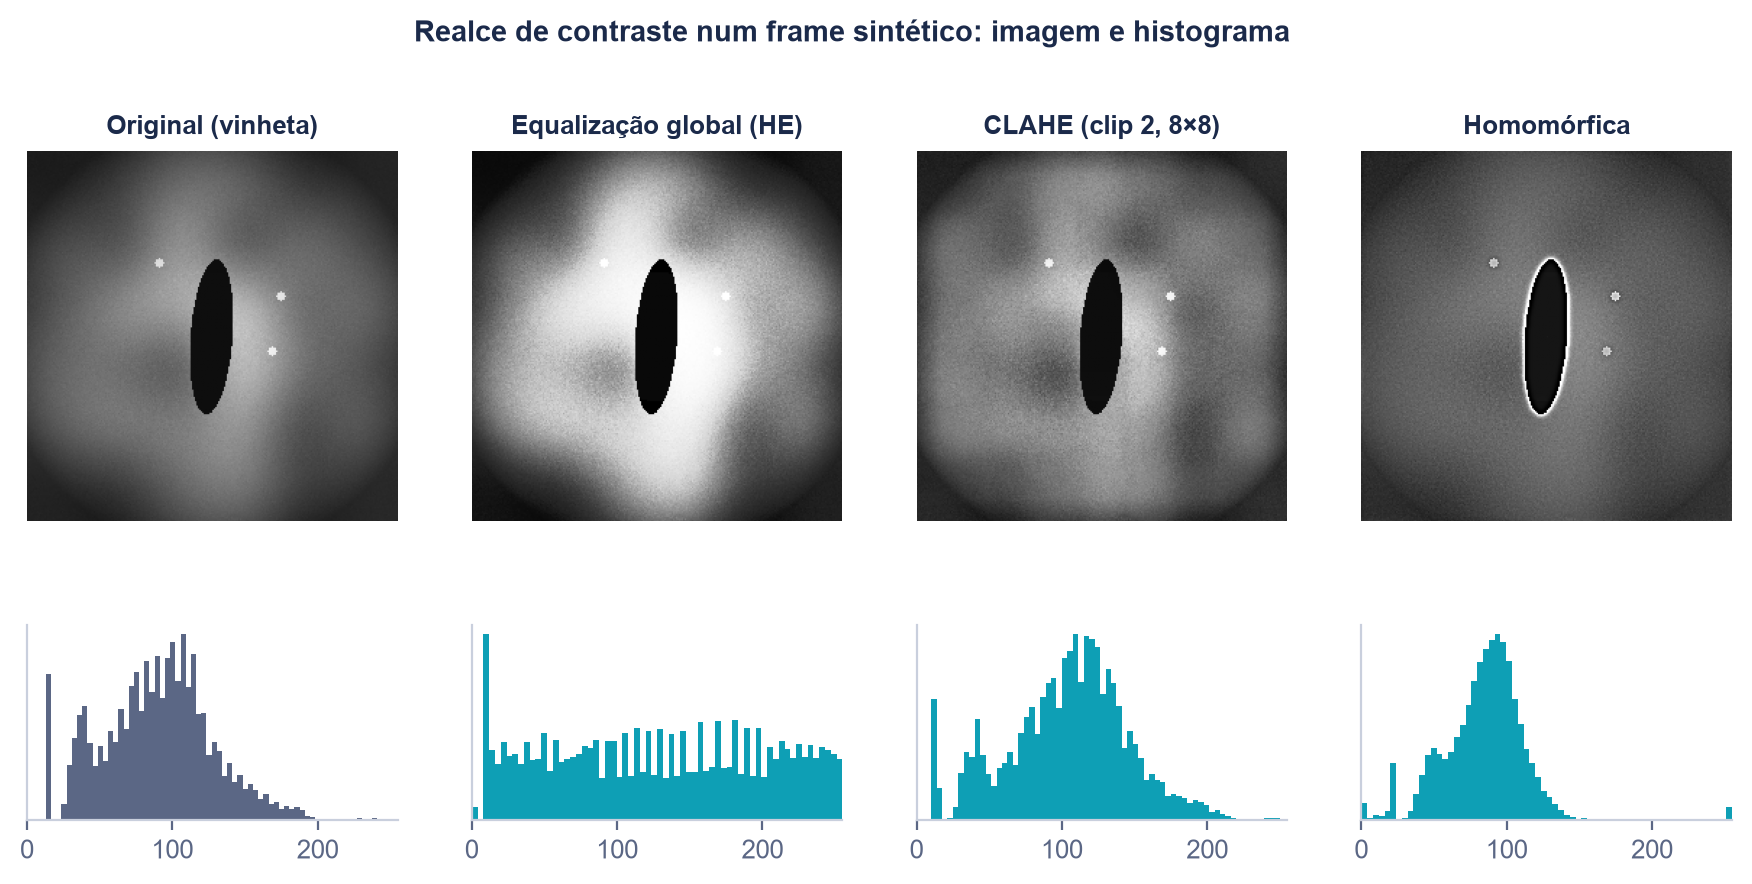 Realce de contraste num frame sintético: imagem e histograma
Original (vinheta)
Equalização global (HE)
CLAHE (clip 2, 8×8)
Homomórfica
0 100 200
0 100 200
0 100 200
0 100 200